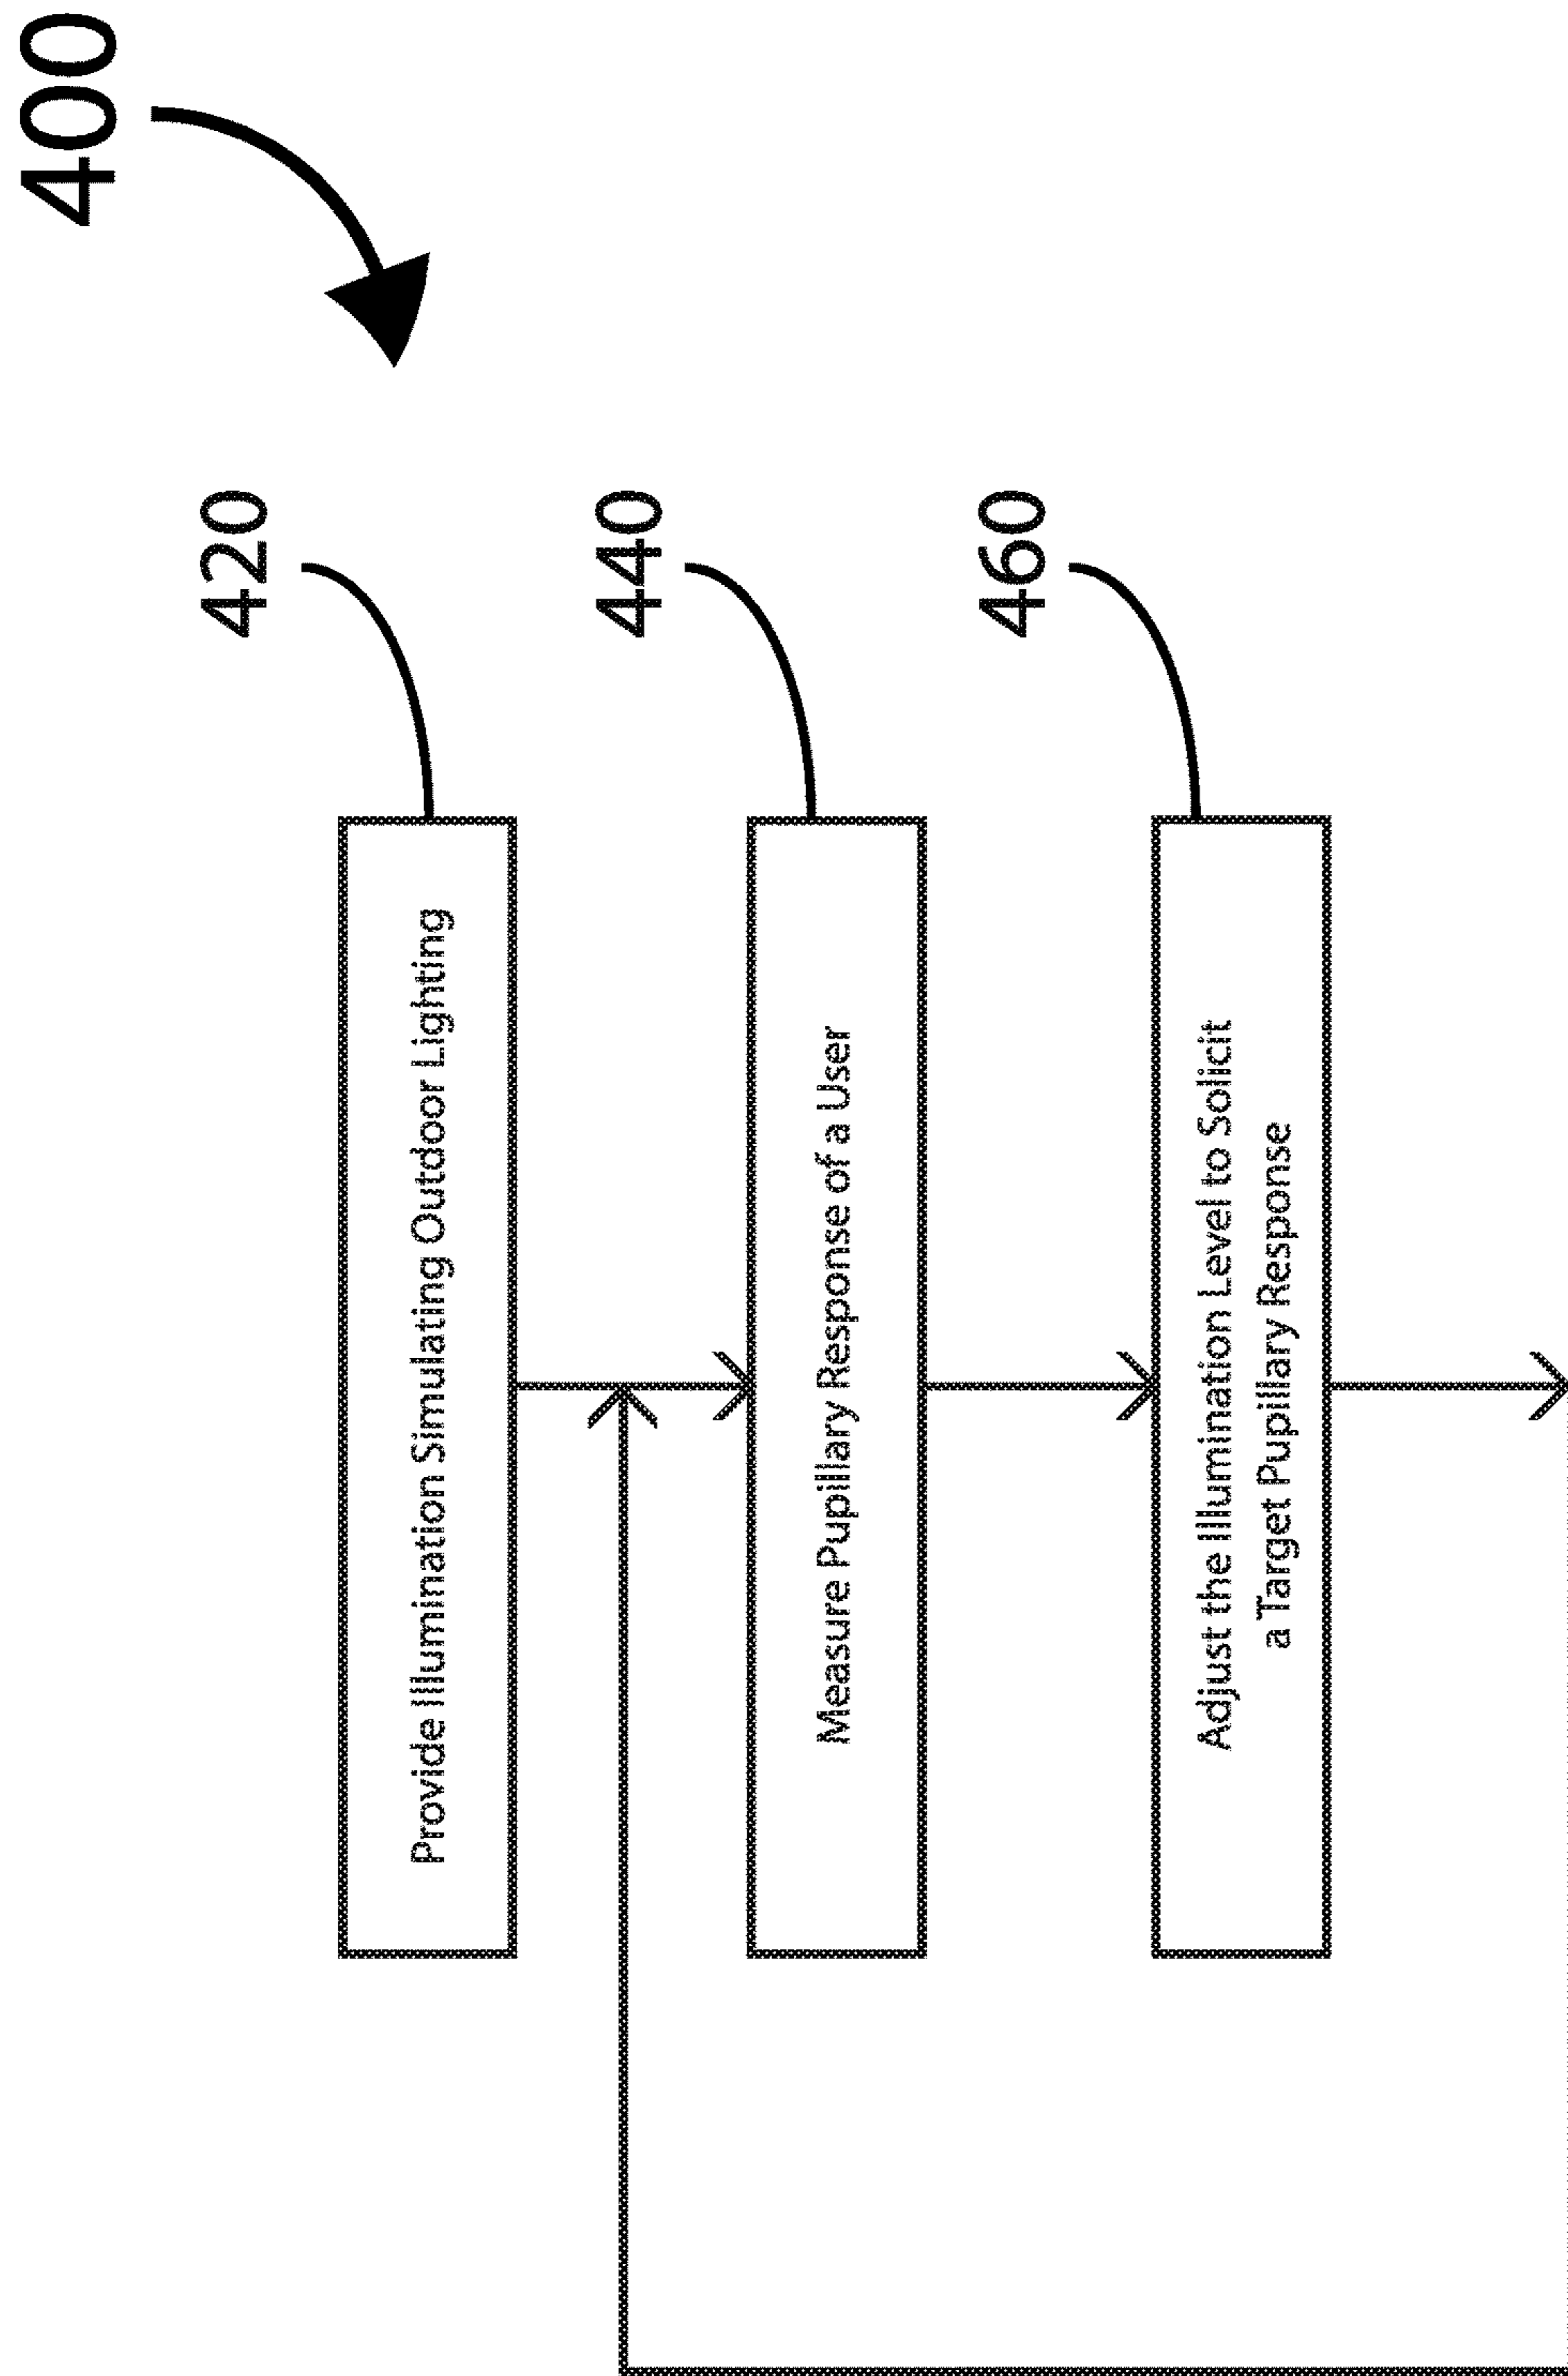 400
420
Provide Illumination Simulating Outdoor Lighting
440
Measure Pupillary Response of a User
460
Adjust the Illumination Level to Solicit
a Target Pupillary Response